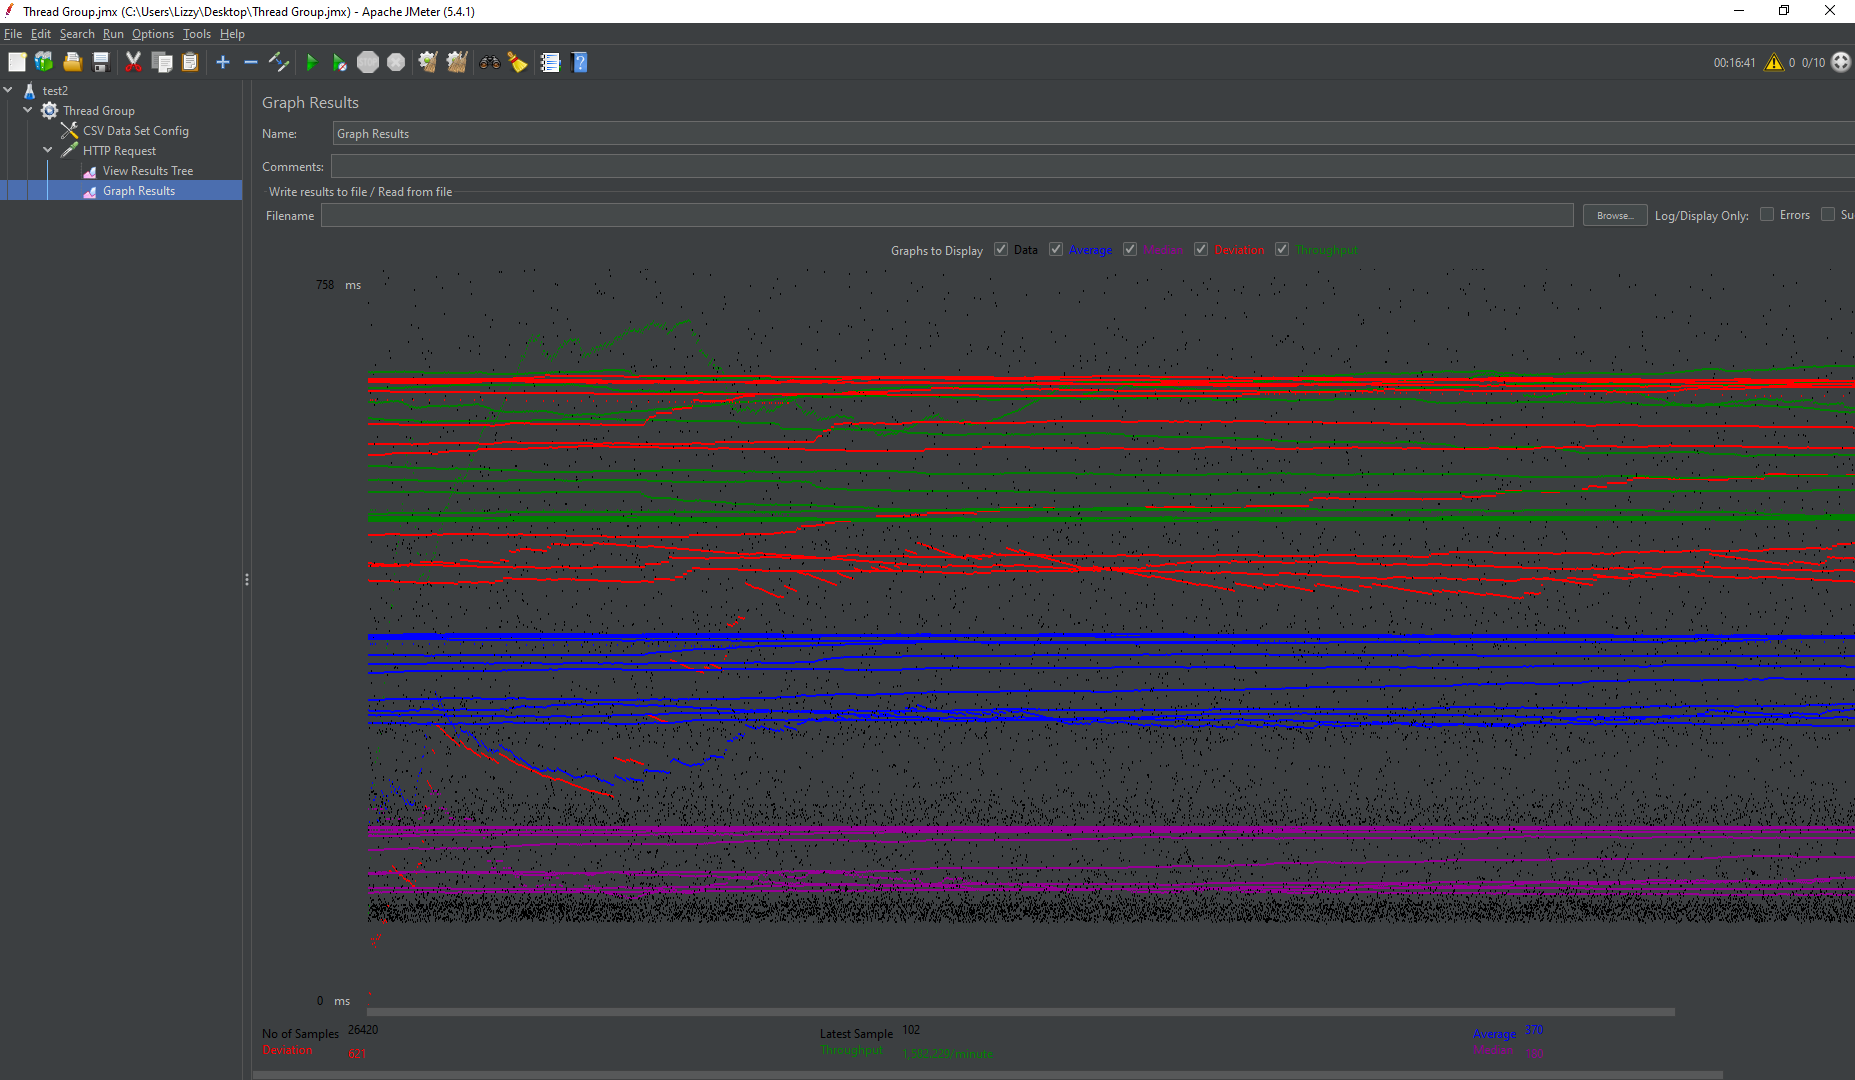 Thread Group.jmx (C:\Users\Lizzy\Desktop\Thread Group.jmx) - Apache JMeter (5.4.1)
File Edit Search Run Options Tools Help
00:16:41 0 0/10
test2
Thread Group
CSV Data Set Config
HTTP Request
View Results Tree
Graph Results
Graph Results
Name: Graph Results
Comments:
Write results to file / Read from file
Filename Browse... Log/Display Only: Errors Su
Graphs to Display Data Average Median Deviation Throughput
758 ms
0 ms
No of Samples 26420 Latest Sample 102 Average 370
Deviation 621 Throughput 1,582.229/minute Median